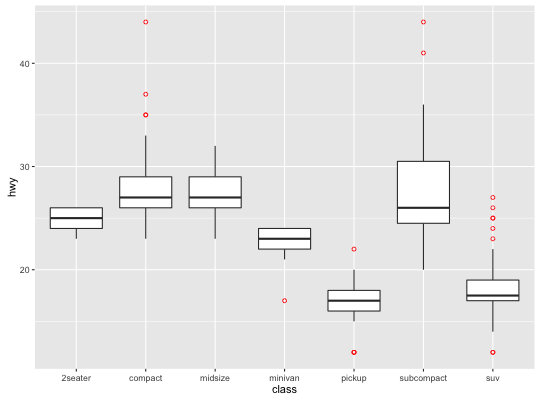 40
30
20
hwy
2seater compact midsize minivan pickup subcompact suv
class